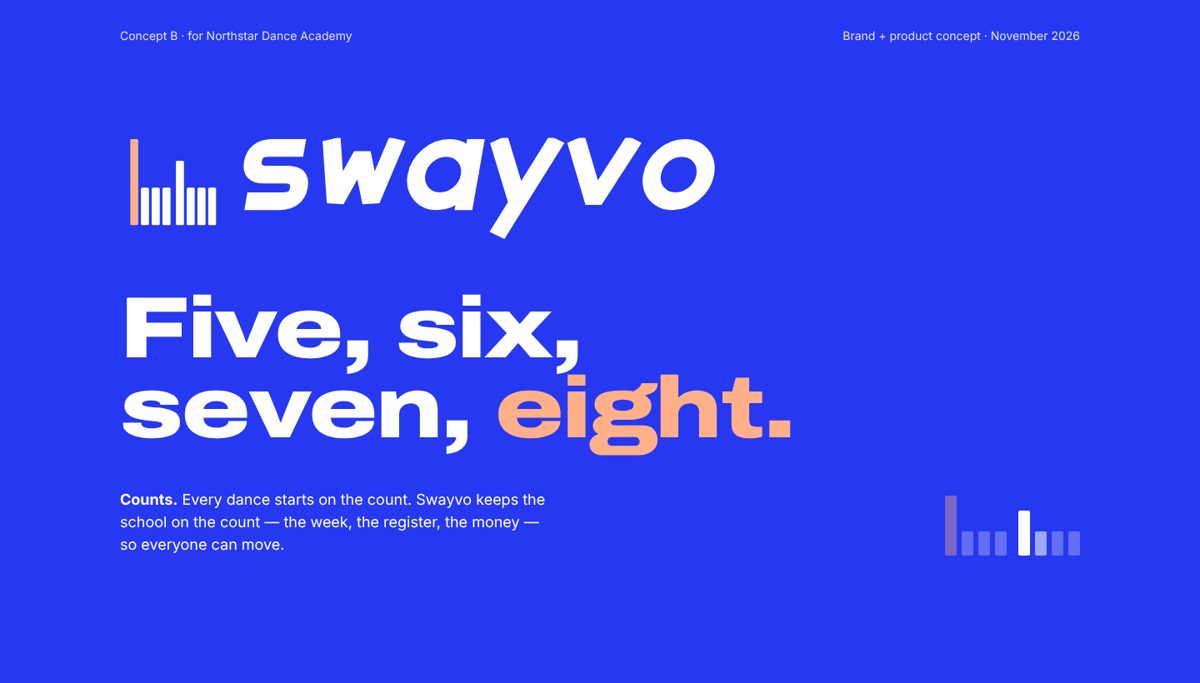 Concept B · for Northstar Dance Academy
Brand + product concept · November 2026
swayvo
Five, six,
seven, eight.
Counts. Every dance starts on the count. Swayvo keeps the
school on the count — the week, the register, the money —
so everyone can move.